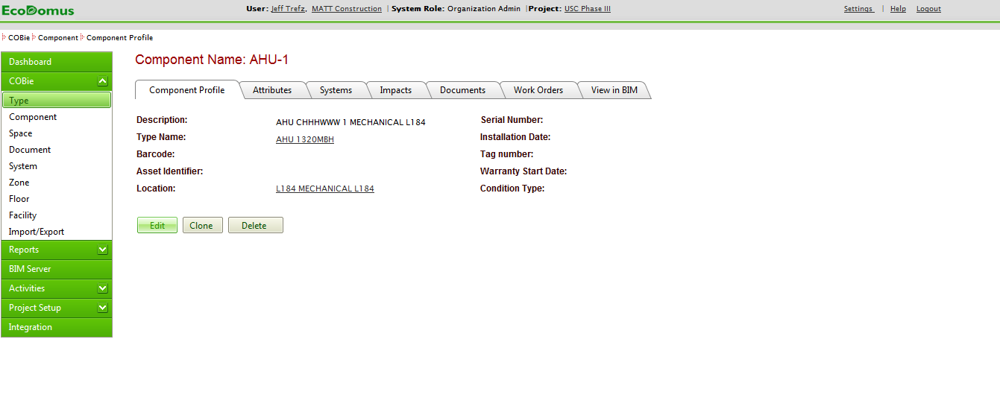 EcoDomus
User: Jeff Trefz, MATT Construction | System Role: Organization Admin |Project: USC Phase III
Settings | Help Logout
COBie Component Component Profile
Dashboard
COBie
Type
Component
Space
Document
System
Zone
Floor
Facility
Import/Export
Reports
BIM Server
Activities
Project Setup
Integration
Component Name: AHU-1
Component Profile Attributes Systems Impacts Documents Work Orders View in BIM
Description: AHU CHHHWWW 1 MECHANICAL L184 Serial Number:
Type Name: AHU 1320MBH Installation Date:
Barcode: Tag number:
Asset Identifier: Warranty Start Date:
Location: L184 MECHANICAL L184 Condition Type:
Edit Clone Delete